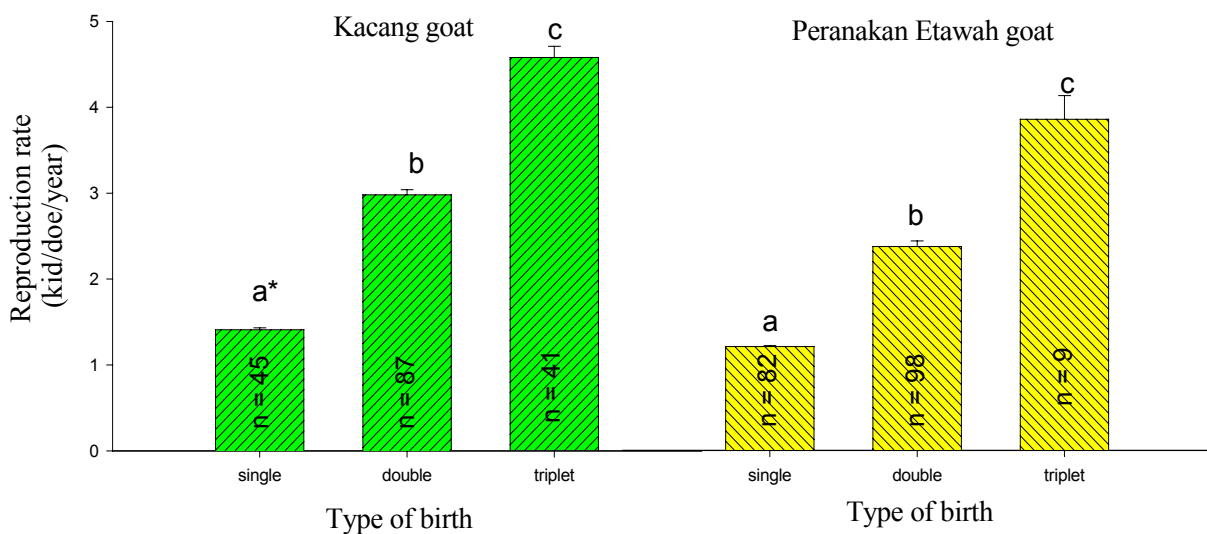 Kacang goat
Peranakan Etawah goat
Reproduction rate
(kid/doe/year)
5
4
3
2
1
0
a*
b
c
a
b
c
n = 45
n = 87
n = 41
n = 82
n = 98
n = 9
single
double
triplet
single
double
triplet
Type of birth
Type of birth